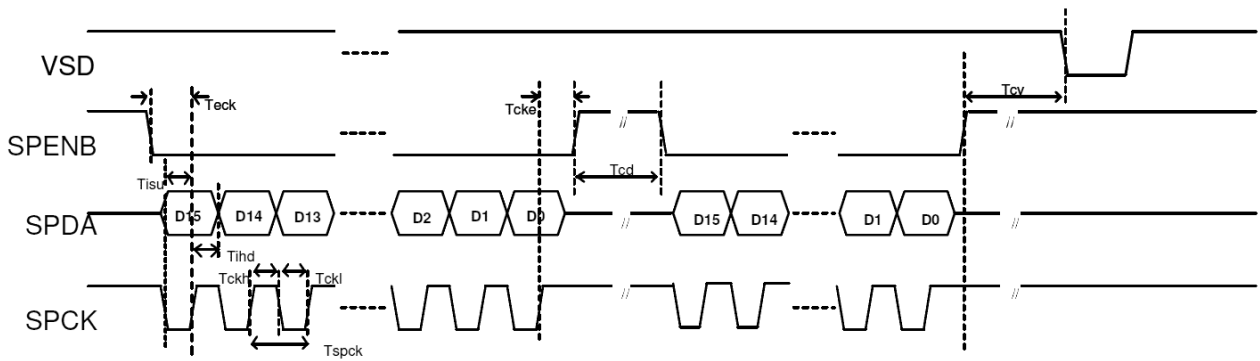 VSD
Teck
Tcke
Tcv
SPENB
//
//
Tisu
Tcd
SPDA
D15
D14
D13
D2
D1
D0
//
D15
D14
D1
D0
//
Tihd
Tckh
Tckl
SPCK
//
//
Tspck